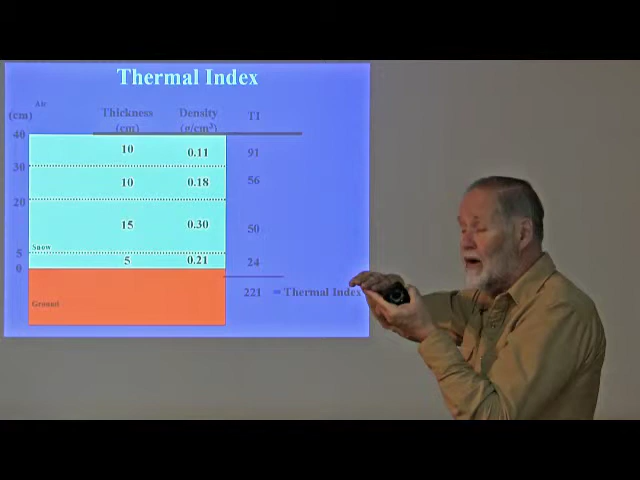 Thermal Index
Air
(cm) Thickness Density TI
(cm) (g/cm³)
40
10 0.11 91
30
10 0.18 56
20
15 0.30 50
Snow
5
5 0.21 24
0
221 = Thermal Index
Ground